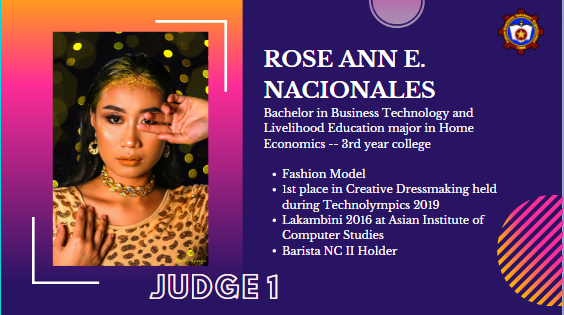 ROSE ANN E.
NACIONALES
Bachelor in Business Technology and
Livelihood Education major in Home
Economics -- 3rd year college
• Fashion Model
• 1st place in Creative Dressmaking held
during Technolympics 2019
• Lakambini 2016 at Asian Institute of
Computer Studies
• Barista NC II Holder
JUDGE 1